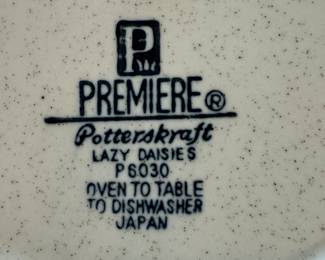 P
PREMIERE®
Potterskraft
LAZY DAISIES
P6030
OVEN TO TABLE
TO DISHWASHER
JAPAN